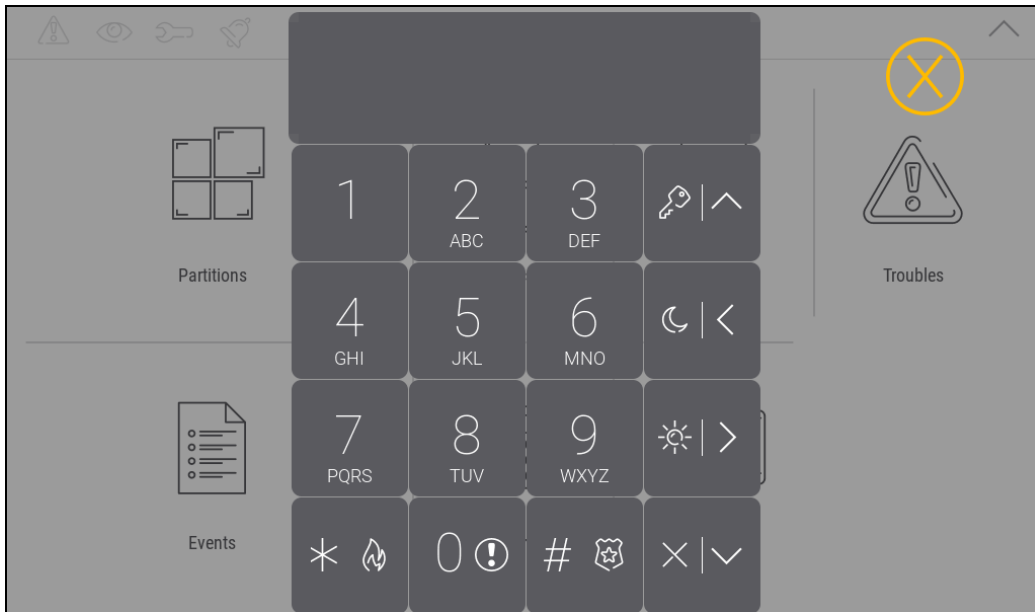 1
2
ABC
3
DEF
Partitions
Troubles
4
GHI
5
JKL
6
MNO
7
PQRS
8
TUV
9
WXYZ
Events
*
0
#